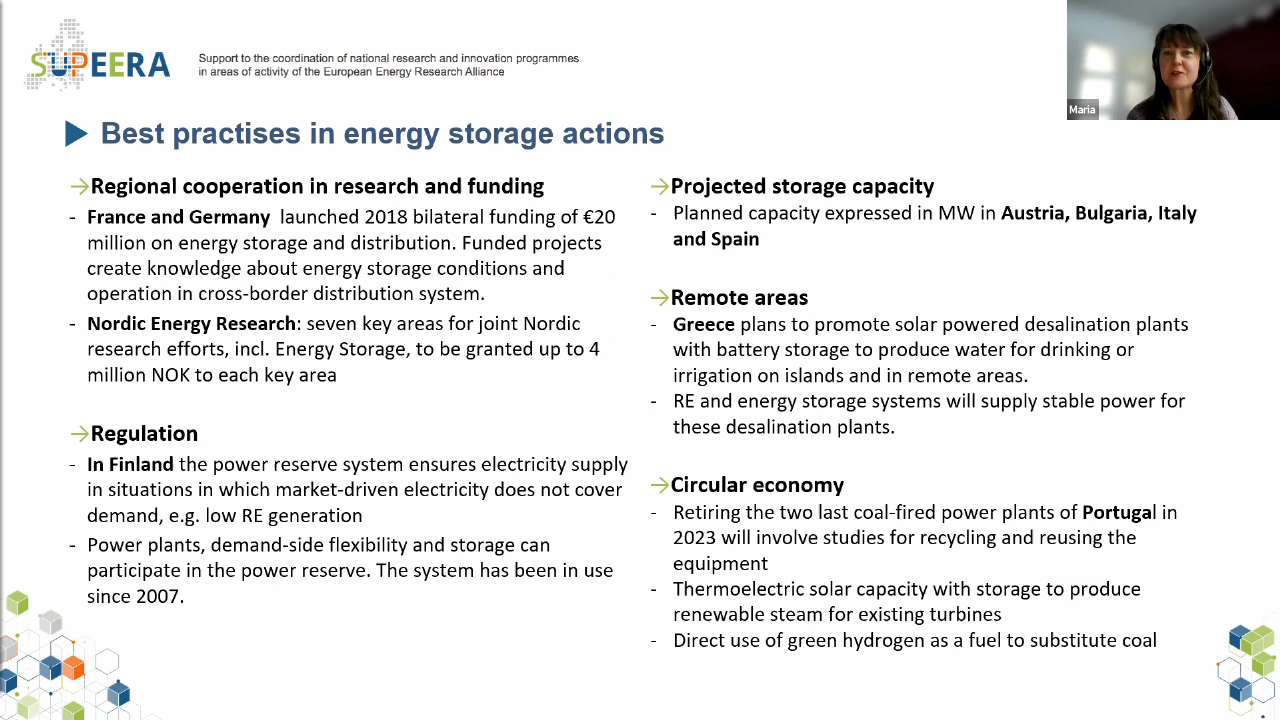 SUPEERA
Support to the coordination of national research and innovation programmes
in areas of activity of the European Energy Research Alliance
Maria
Best practises in energy storage actions
→Regional cooperation in research and funding
- France and Germany launched 2018 bilateral funding of €20
million on energy storage and distribution. Funded projects
create knowledge about energy storage conditions and
operation in cross-border distribution system.
- Nordic Energy Research: seven key areas for joint Nordic
research efforts, incl. Energy Storage, to be granted up to 4
million NOK to each key area
→Regulation
- In Finland the power reserve system ensures electricity supply
in situations in which market-driven electricity does not cover
demand, e.g. low RE generation
- Power plants, demand-side flexibility and storage can
participate in the power reserve. The system has been in use
since 2007.
→Projected storage capacity
- Planned capacity expressed in MW in Austria, Bulgaria, Italy
and Spain
→Remote areas
- Greece plans to promote solar powered desalination plants
with battery storage to produce water for drinking or
irrigation on islands and in remote areas.
- RE and energy storage systems will supply stable power for
these desalination plants.
→Circular economy
- Retiring the two last coal-fired power plants of Portugal in
2023 will involve studies for recycling and reusing the
equipment
- Thermoelectric solar capacity with storage to produce
renewable steam for existing turbines
- Direct use of green hydrogen as a fuel to substitute coal